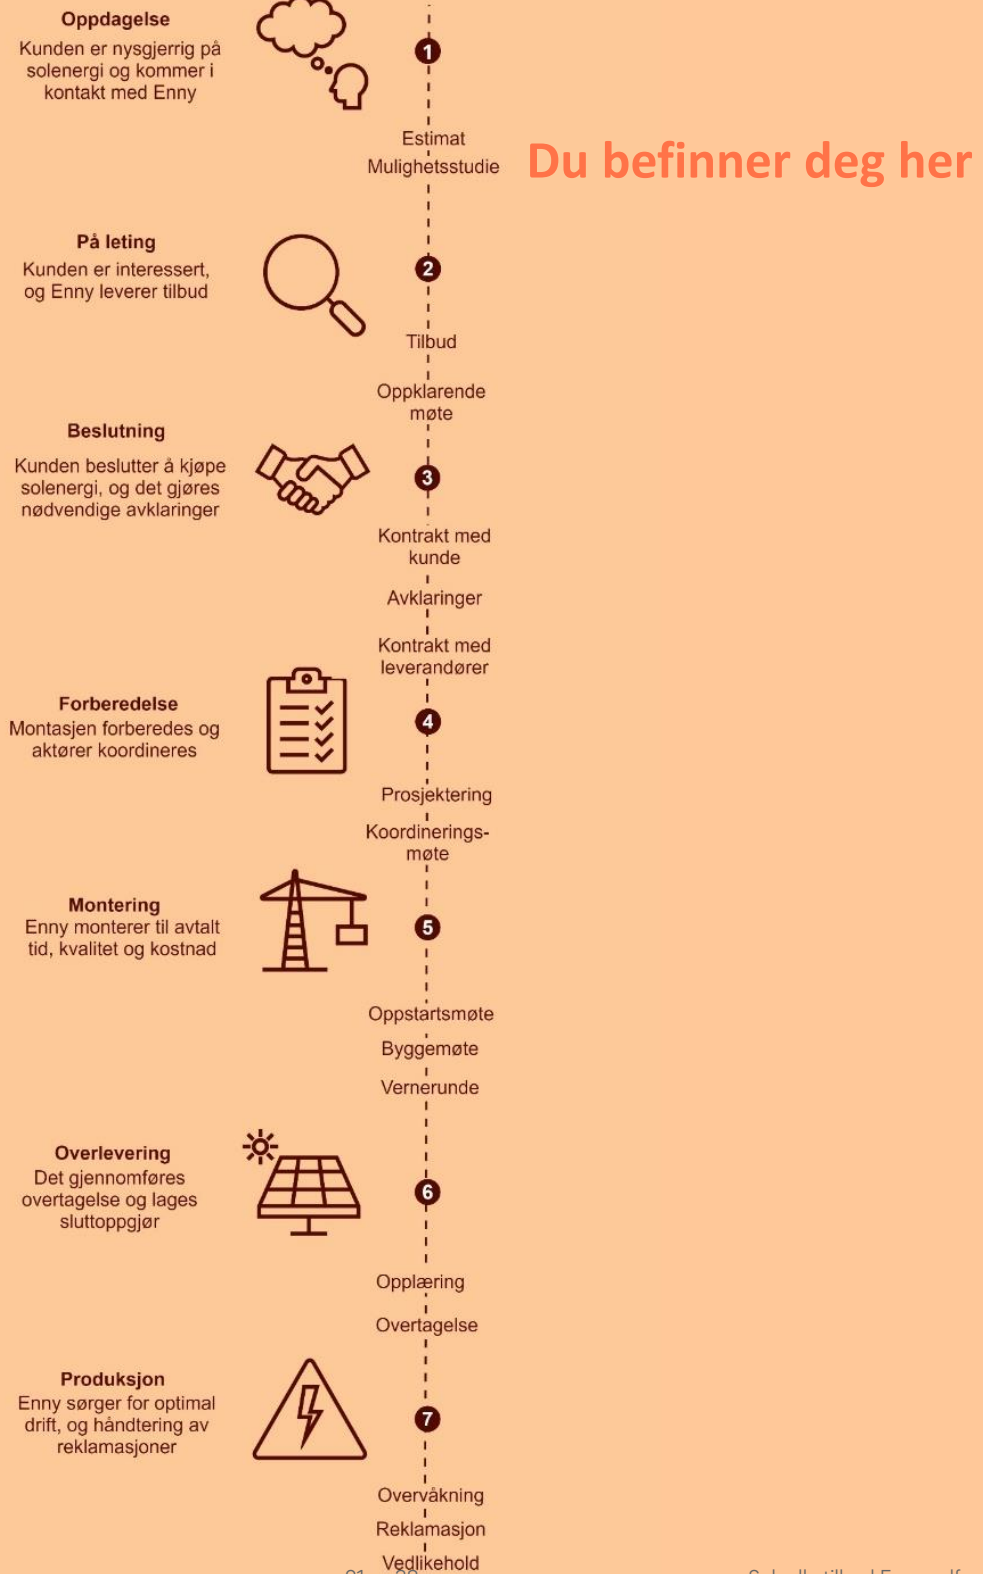 Oppdagelse
Kunden er nysgjerrig på
solenergi og kommer i
kontakt med Enny
1
Estimat
Mulighetsstudie
Du befinner deg her
På leting
Kunden er interessert,
og Enny leverer tilbud
2
Tilbud
Oppklarende
møte
Beslutning
Kunden beslutter å kjøpe
solenergi, og det gjøres
nødvendige avklaringer
3
Kontrakt med
kunde
Avklaringer
Kontrakt med
leverandører
Forberedelse
Montasjen forberedes og
aktører koordineres
4
Prosjektering
Koordinerings-
møte
Montering
Enny monterer til avtalt
tid, kvalitet og kostnad
5
Oppstartsmøte
Byggemøte
Vernerunde
Overlevering
Det gjennomføres
overtagelse og lages
sluttoppgjør
6
Opplæring
Overtagelse
Produksjon
Enny sørger for optimal
drift, og håndtering av
reklamasjoner
7
Overvåkning
Reklamasjon
Vedlikehold